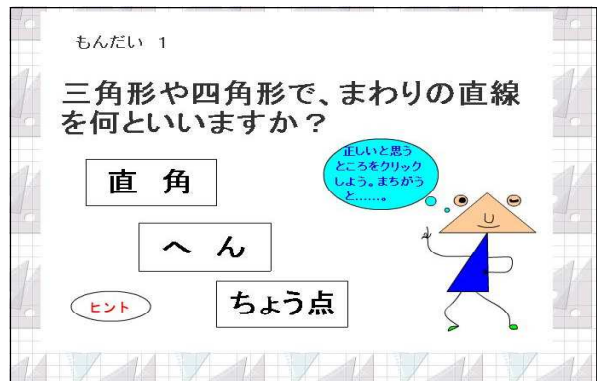 もんだい 1
三角形や四角形で、まわりの直線
を何といいますか？
正しいと思う
ところをクリック
しよう。まちがう
と……。
直 角
へ ん
ちょう点
ヒント